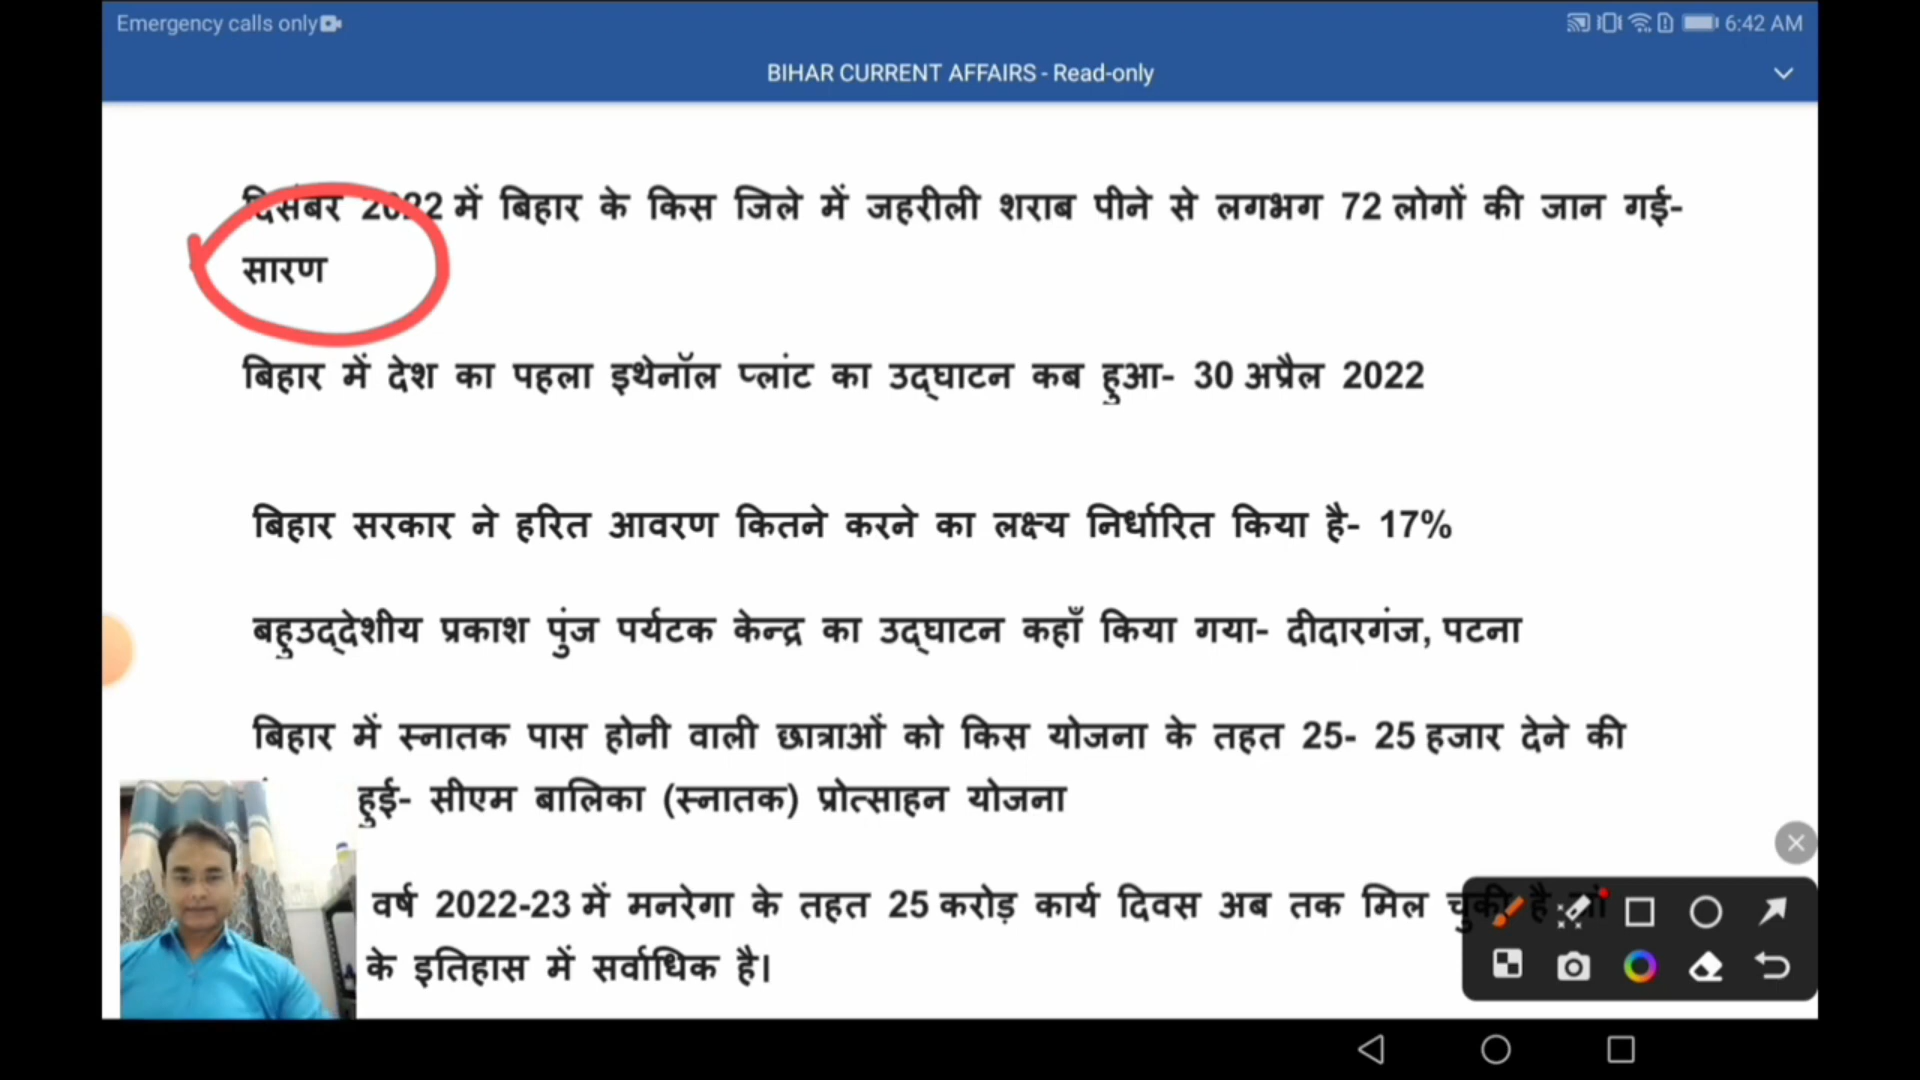 Emergency calls only
6:42 AM
BIHAR CURRENT AFFAIRS - Read-only
दिसंबर 2022 में बिहार के किस जिले में जहरीली शराब पीने से लगभग 72 लोगों की जान गई-
सारण
बिहार में देश का पहला इथेनॉल प्लांट का उद्घाटन कब हुआ- 30 अप्रैल 2022
बिहार सरकार ने हरित आवरण कितने करने का लक्ष्य निर्धारित किया है- 17%
बहुउद्देशीय प्रकाश पुंज पर्यटक केन्द्र का उद्घाटन कहाँ किया गया- दीदारगंज, पटना
बिहार में स्नातक पास होनी वाली छात्राओं को किस योजना के तहत 25- 25 हजार देने की
हुई- सीएम बालिका (स्नातक) प्रोत्साहन योजना
वर्ष 2022-23 में मनरेगा के तहत 25 करोड़ कार्य दिवस अब तक मिल चुकी है
के इतिहास में सर्वाधिक है।